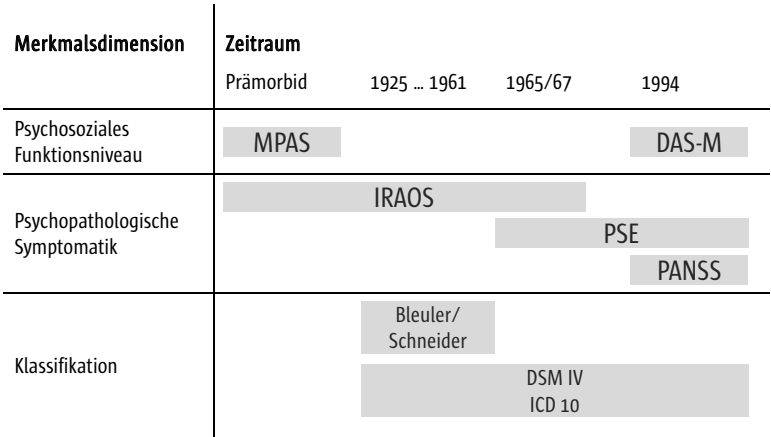 Merkmalsdimension Zeitraum
Prämorbid 1925 … 1961 1965/67 1994
Psychosoziales
Funktionsniveau
MPAS DAS-M
IRAOS
Psychopathologische
Symptomatik
PSE
PANSS
Bleuler/
Schneider
Klassifikation
DSM IV
ICD 10